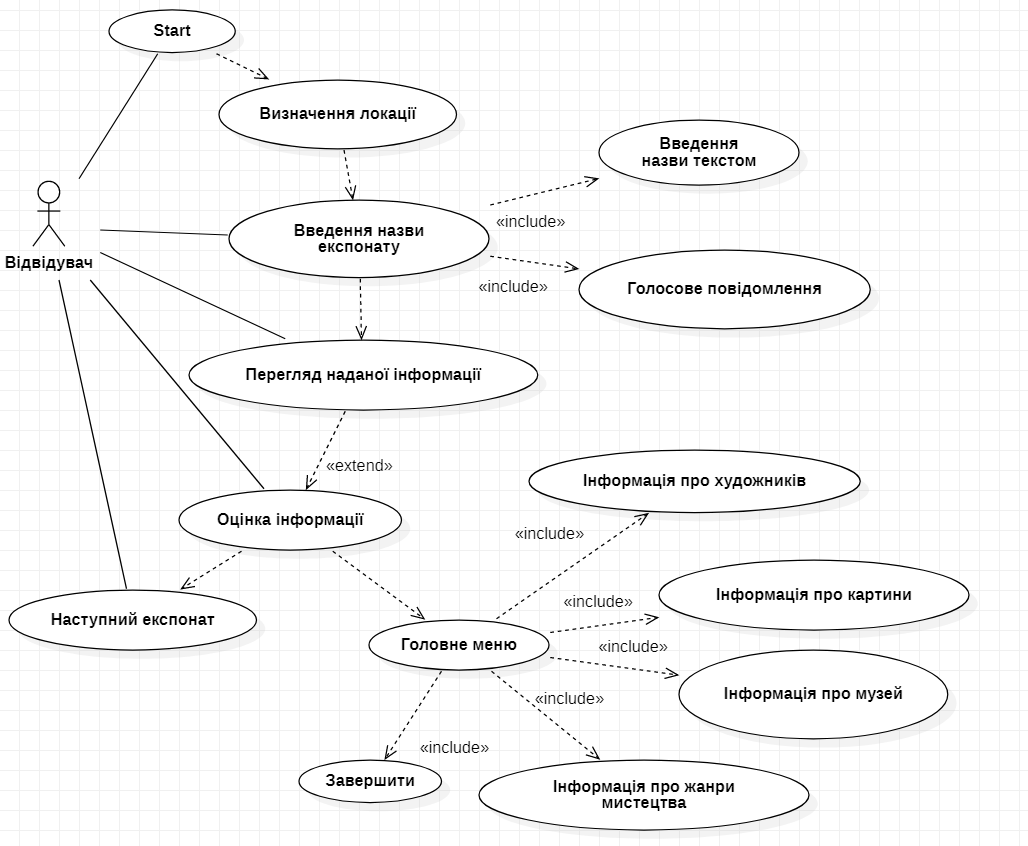 Start
Визначення локації
Введення
назви текстом
«include»
Введення назви
експонату
Відвідувач
«include»
Голосове повідомлення
Перегляд наданої інформації
«extend»
Інформація про художників
Оцінка інформації
«include»
Інформація про картини
«include»
Наступний експонат
Головне меню
«include»
Інформація про музей
«include»
«include»
Завершити
Інформація про жанри
мистецтва